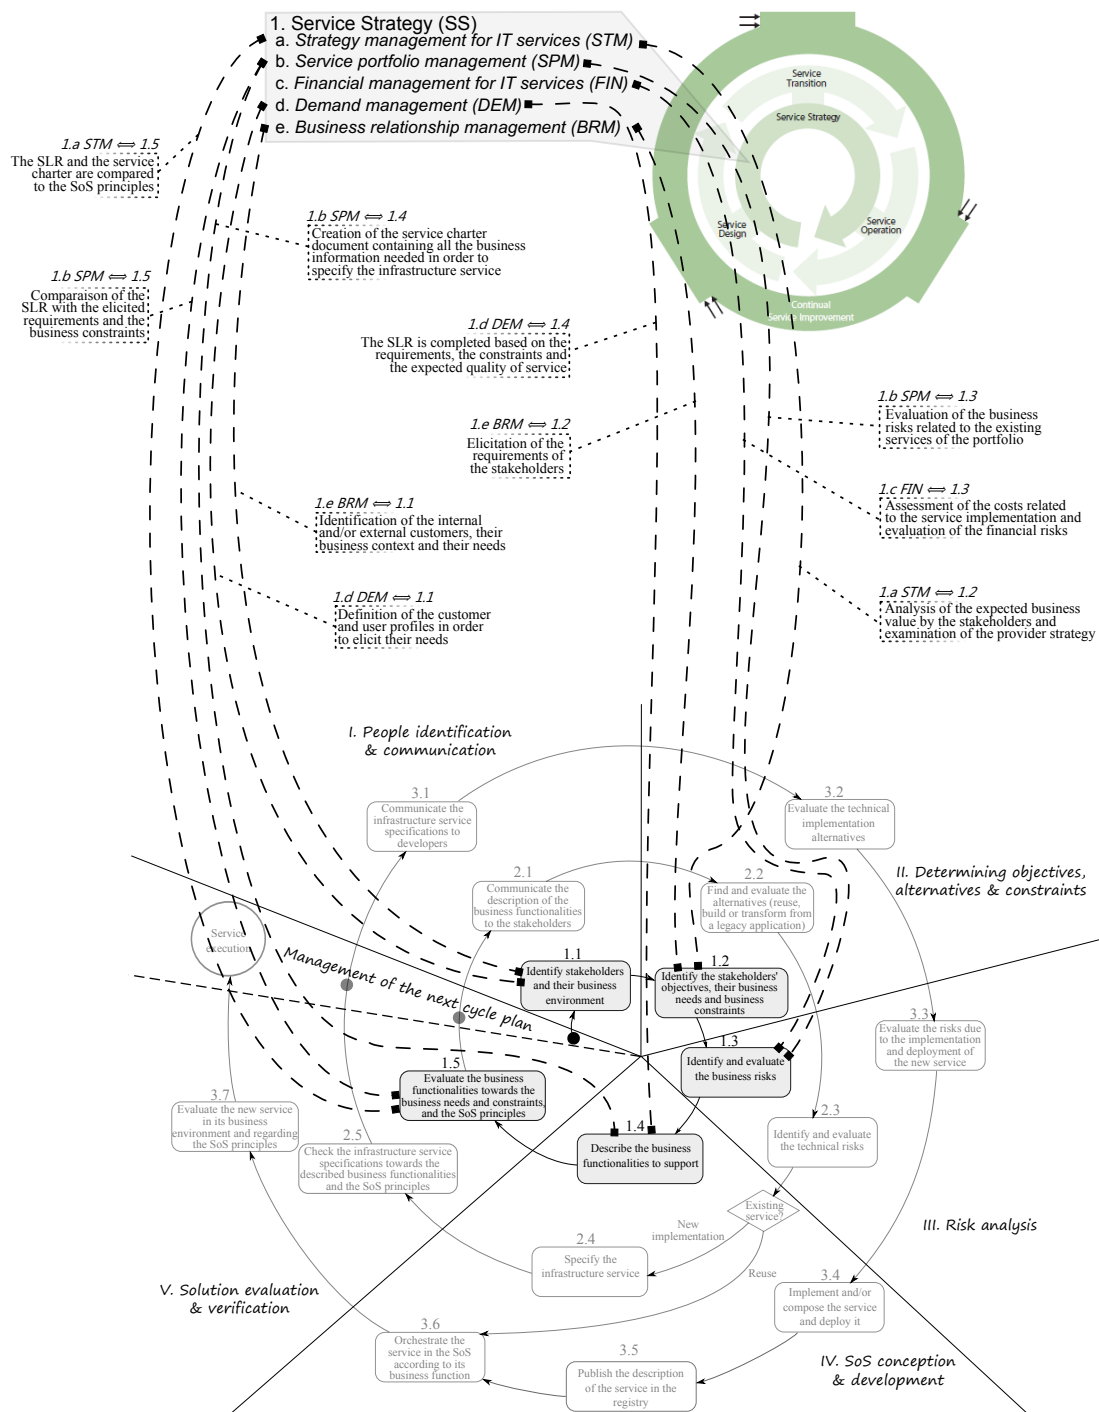 1. Service Strategy (SS)
a. Strategy management for IT services (STM)
b. Service portfolio management (SPM)
c. Financial management for IT services (FIN)
d. Demand management (DEM)
e. Business relationship management (BRM)
Service
Transition
Service Strategy
Service
Design
Service
Operation
Continual
Service Improvement
1.a STM ⟺ 1.5
The SLR and the service
charter are compared
to the SoS principles
1.b SPM ⟺ 1.4
Creation of the service charter
document containing all the business
information needed in order to
specify the infrastructure service
1.b SPM ⟺ 1.5
Comparaison of the
SLR with the elicited
requirements and the
business constraints
1.d DEM ⟺ 1.4
The SLR is completed based on the
requirements, the constraints and
the expected quality of service
1.e BRM ⟺ 1.2
Elicitation of the
requirements of
the stakeholders
1.b SPM ⟺ 1.3
Evaluation of the business
risks related to the existing
services of the portfolio
1.c FIN ⟺ 1.3
Assessment of the costs related
to the service implementation and
evaluation of the financial risks
1.e BRM ⟺ 1.1
Identification of the internal
and/or external customers, their
business context and their needs
1.d DEM ⟺ 1.1
Definition of the customer
and user profiles in order
to elicit their needs
1.a STM ⟺ 1.2
Analysis of the expected business
value by the stakeholders and
examination of the provider strategy
I. People identification
& communication
3.1
Communicate the
infrastructure service
specifications to
developers
3.2
Evaluate the technical
implementation
alternatives
II. Determining objectives,
alternatives & constraints
2.1
Communicate the
description of the
business functionalities
to the stakeholders
2.2
Find and evaluate the
alternatives (reuse,
build or transform from
a legacy application)
Service
execution
Management of the next cycle plan
1.1
Identify stakeholders
and their business
environment
1.2
Identify the stakeholders'
objectives, their business
needs and business
constraints
1.3
Identify and evaluate
the business risks
3.3
Evaluate the risks due
to the implementation
and deployment of
the new service
1.5
Evaluate the business
functionalities towards the
business needs and constraints,
and the SoS principles
1.4
Describe the business
functionalities to support
2.3
Identify and evaluate
the technical risks
3.7
Evaluate the new service
in its business
environment and regarding
the SoS principles
2.5
Check the infrastructure service
specifications towards the
described business functionalities
and the SoS principles
Existing
service?
New
implementation
Reuse
2.4
Specify the
infrastructure service
III. Risk analysis
V. Solution evaluation
& verification
3.4
Implement and/or
compose the service
and deploy it
3.6
Orchestrate the
service in the SoS
according to its
business function
3.5
Publish the description
of the service in the
registry
IV. SoS conception
& development